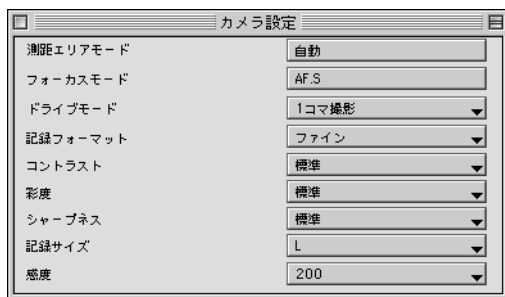 カメラ設定
測距エリアモード 自動
フォーカスモード AF.S
ドライブモード 1コマ撮影
記録フォーマット ファイン
コントラスト 標準
彩度 標準
シャープネス 標準
記録サイズ L
感度 200